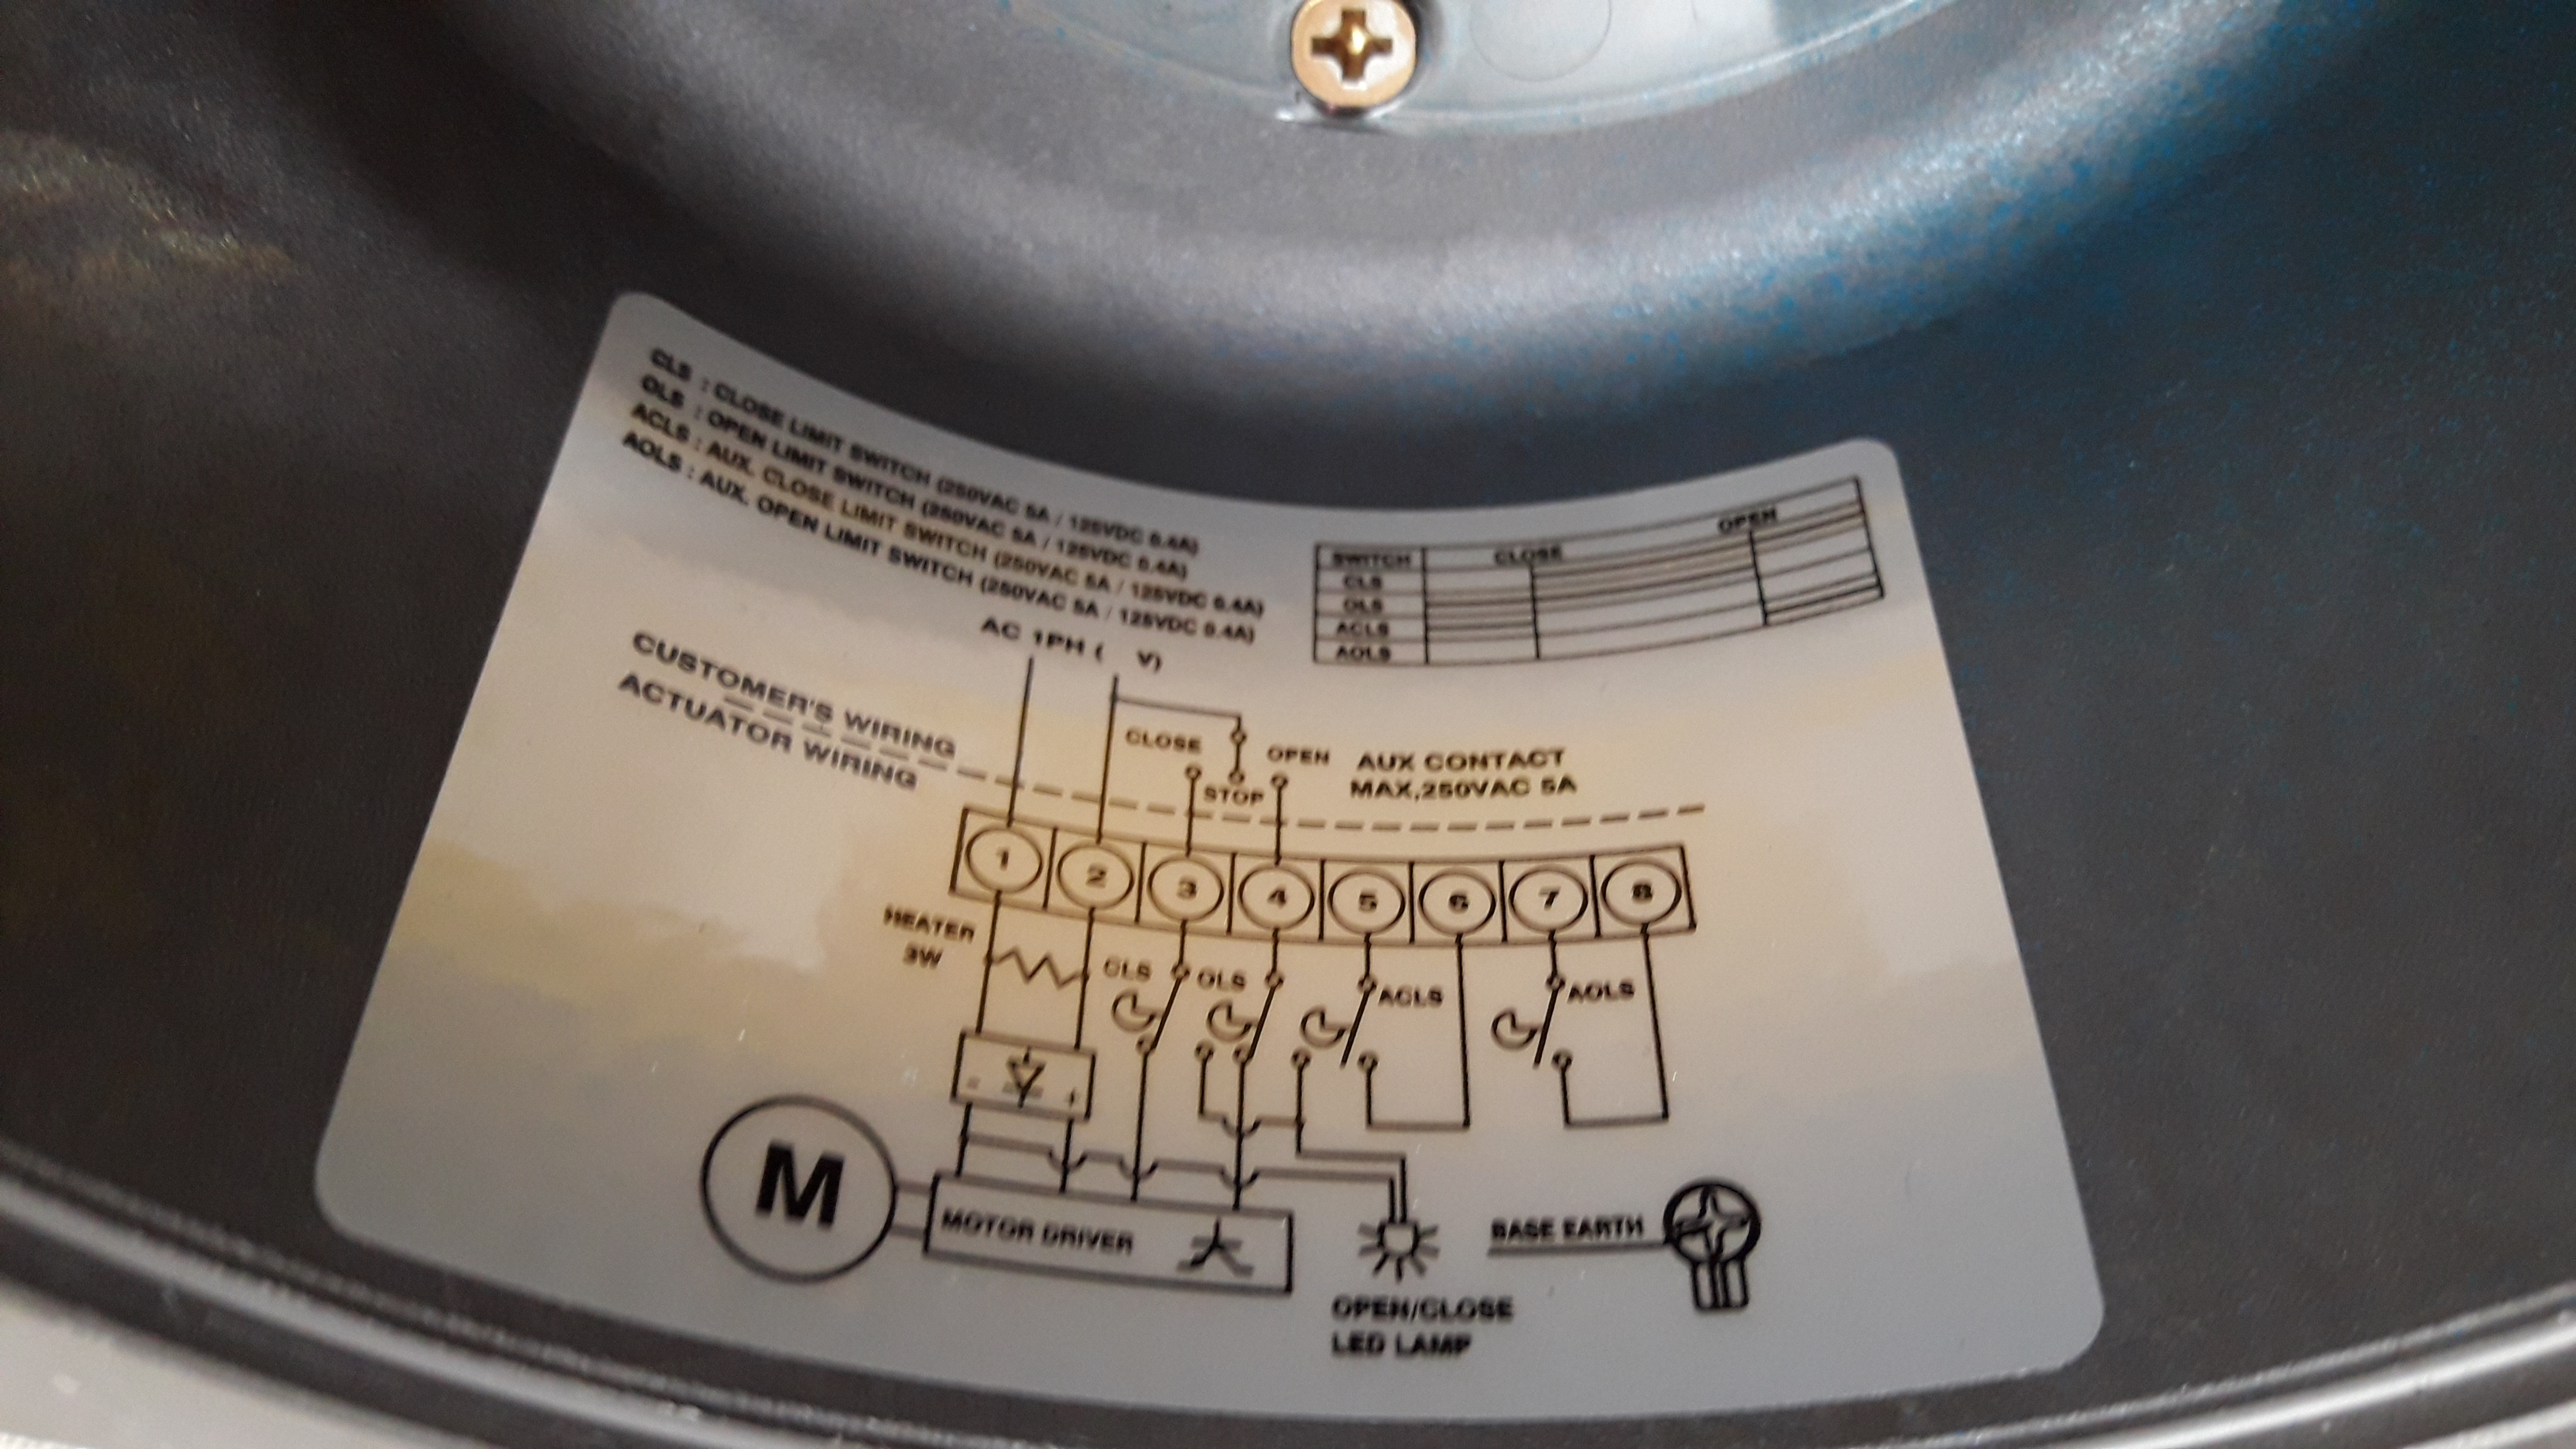 CLS : CLOSE LIMIT SWITCH (250VAC 5A / 125VDC 0.4A)
OLS : OPEN LIMIT SWITCH (250VAC 5A / 125VDC 0.4A)
ACLS : AUX. CLOSE LIMIT SWITCH (250VAC 5A / 125VDC 0.4A)
AOLS : AUX. OPEN LIMIT SWITCH (250VAC 5A / 125VDC 0.4A)
SWITCH CLOSE OPEN
CLS
OLS
ACLS
AOLS
AC 1PH ( V)
CUSTOMER'S WIRING
ACTUATOR WIRING
CLOSE
STOP
OPEN
AUX CONTACT
MAX,250VAC 5A
1 2 3 4 5 6 7 8
HEATER
3W
CLS
OLS
ACLS
AOLS
- +
M
MOTOR DRIVER
BASE EARTH
OPEN/CLOSE
LED LAMP